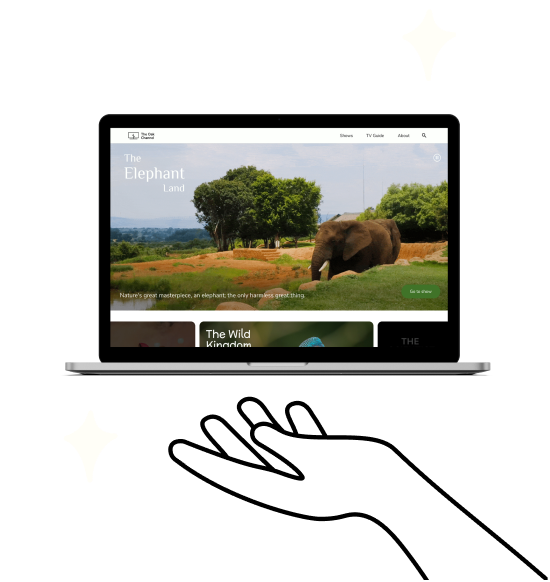 The Oak
Channel
Shows TV Guide About
The
Elephant
Land
Nature's great masterpiece, an elephant; the only harmless great thing.
Go to show
The Wild
Kingdom
THE